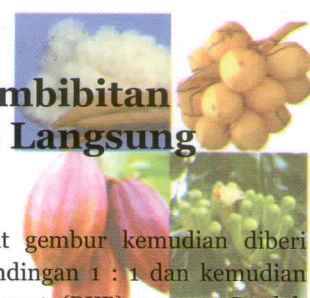 mbibitan
Langsung
t gembur kemudian diberi
ndingan 1 : 1 dan kemudian